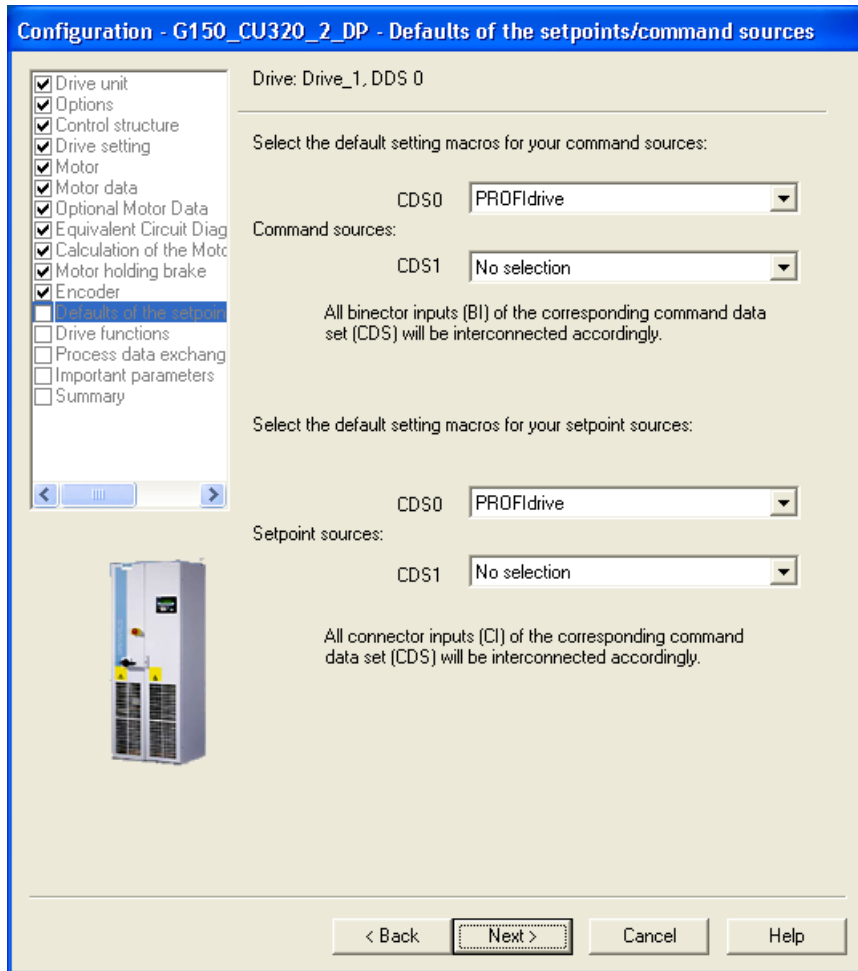 Configuration - G150_CU320_2_DP - Defaults of the setpoints/command sources
Drive unit
Options
Control structure
Drive setting
Motor
Motor data
Optional Motor Data
Equivalent Circuit Diag
Calculation of the Moto
Motor holding brake
Encoder
Defaults of the setpoin
Drive functions
Process data exchang
Important parameters
Summary
Drive: Drive_1, DDS 0
Select the default setting macros for your command sources:
CDS0 PROFIdrive
Command sources:
CDS1 No selection
All binector inputs (BI) of the corresponding command data
set (CDS) will be interconnected accordingly.
Select the default setting macros for your setpoint sources:
CDS0 PROFIdrive
Setpoint sources:
CDS1 No selection
All connector inputs (CI) of the corresponding command
data set (CDS) will be interconnected accordingly.
< Back Next > Cancel Help